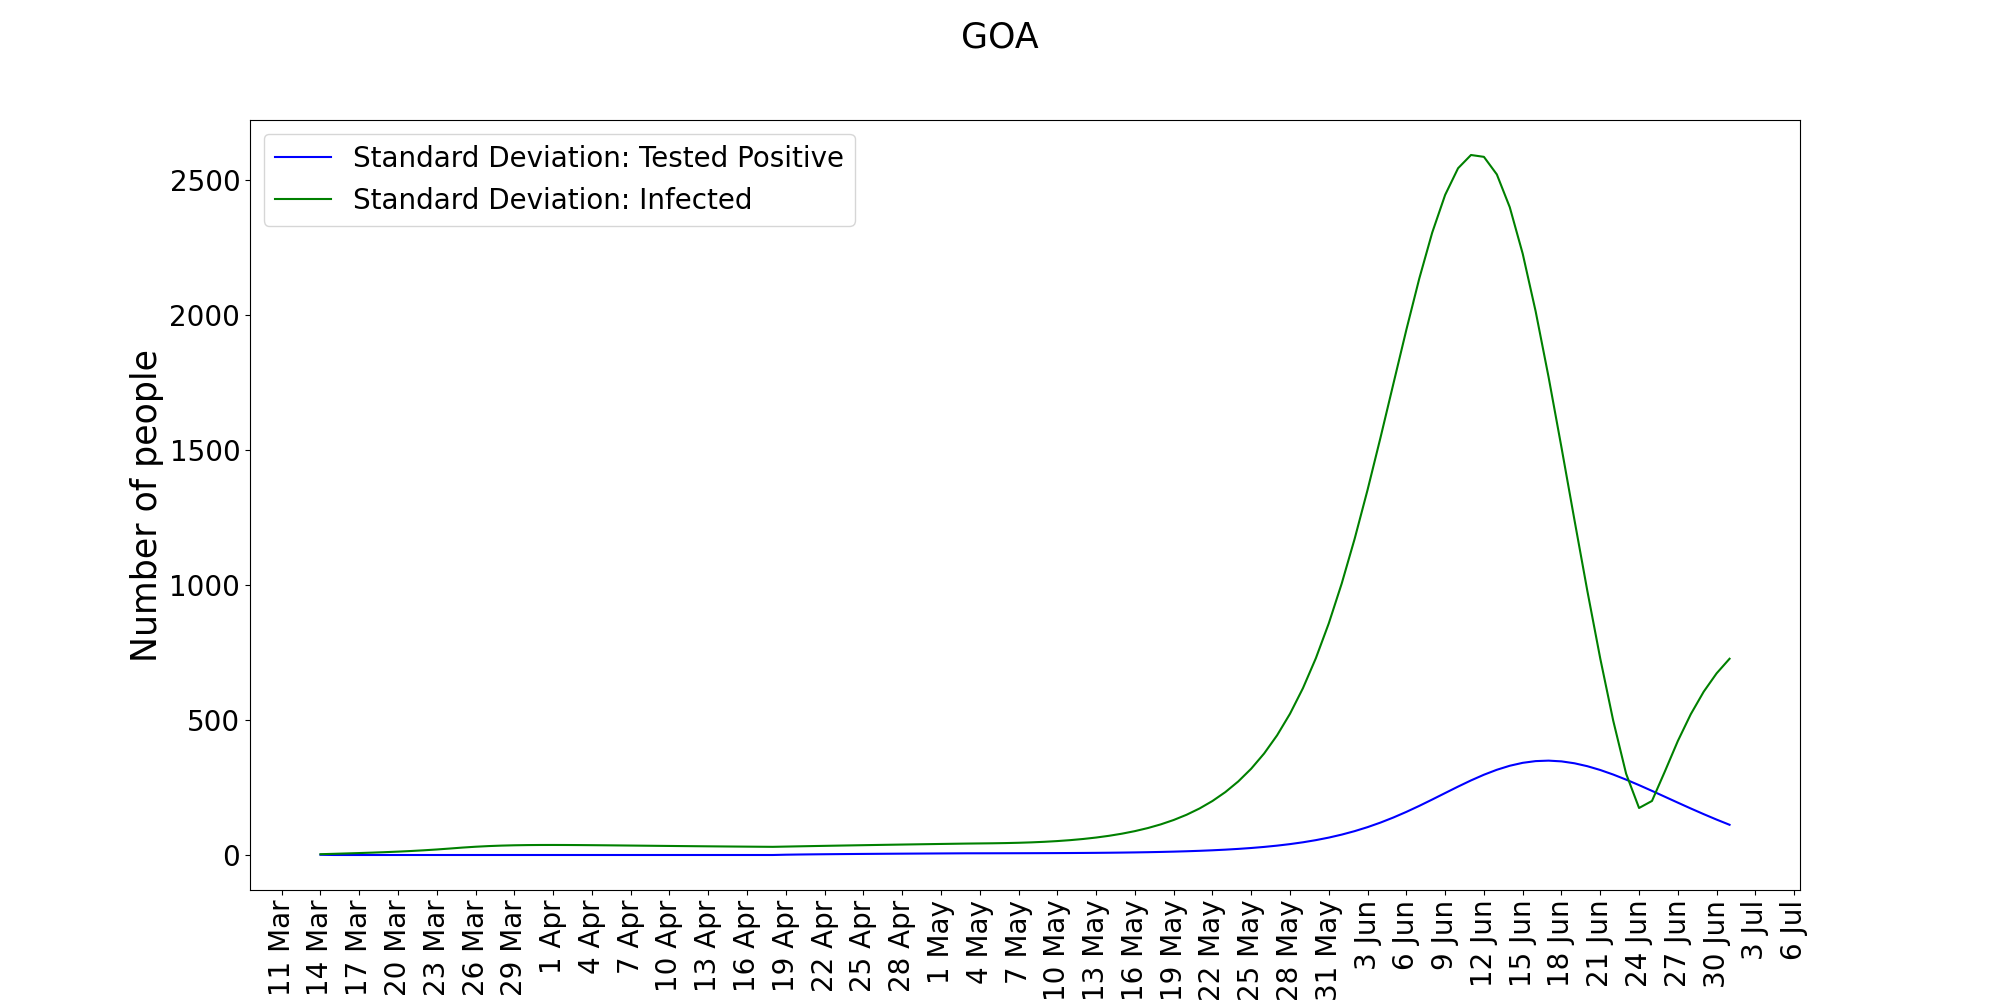 GOA
Standard Deviation: Tested Positive
Standard Deviation: Infected
Number of people
2500
2000
1500
1000
500
0
11 Mar
14 Mar
17 Mar
20 Mar
23 Mar
26 Mar
29 Mar
1 Apr
4 Apr
7 Apr
10 Apr
13 Apr
16 Apr
19 Apr
22 Apr
25 Apr
28 Apr
1 May
4 May
7 May
10 May
13 May
16 May
19 May
22 May
25 May
28 May
31 May
3 Jun
6 Jun
9 Jun
12 Jun
15 Jun
18 Jun
21 Jun
24 Jun
27 Jun
30 Jun
3 Jul
6 Jul